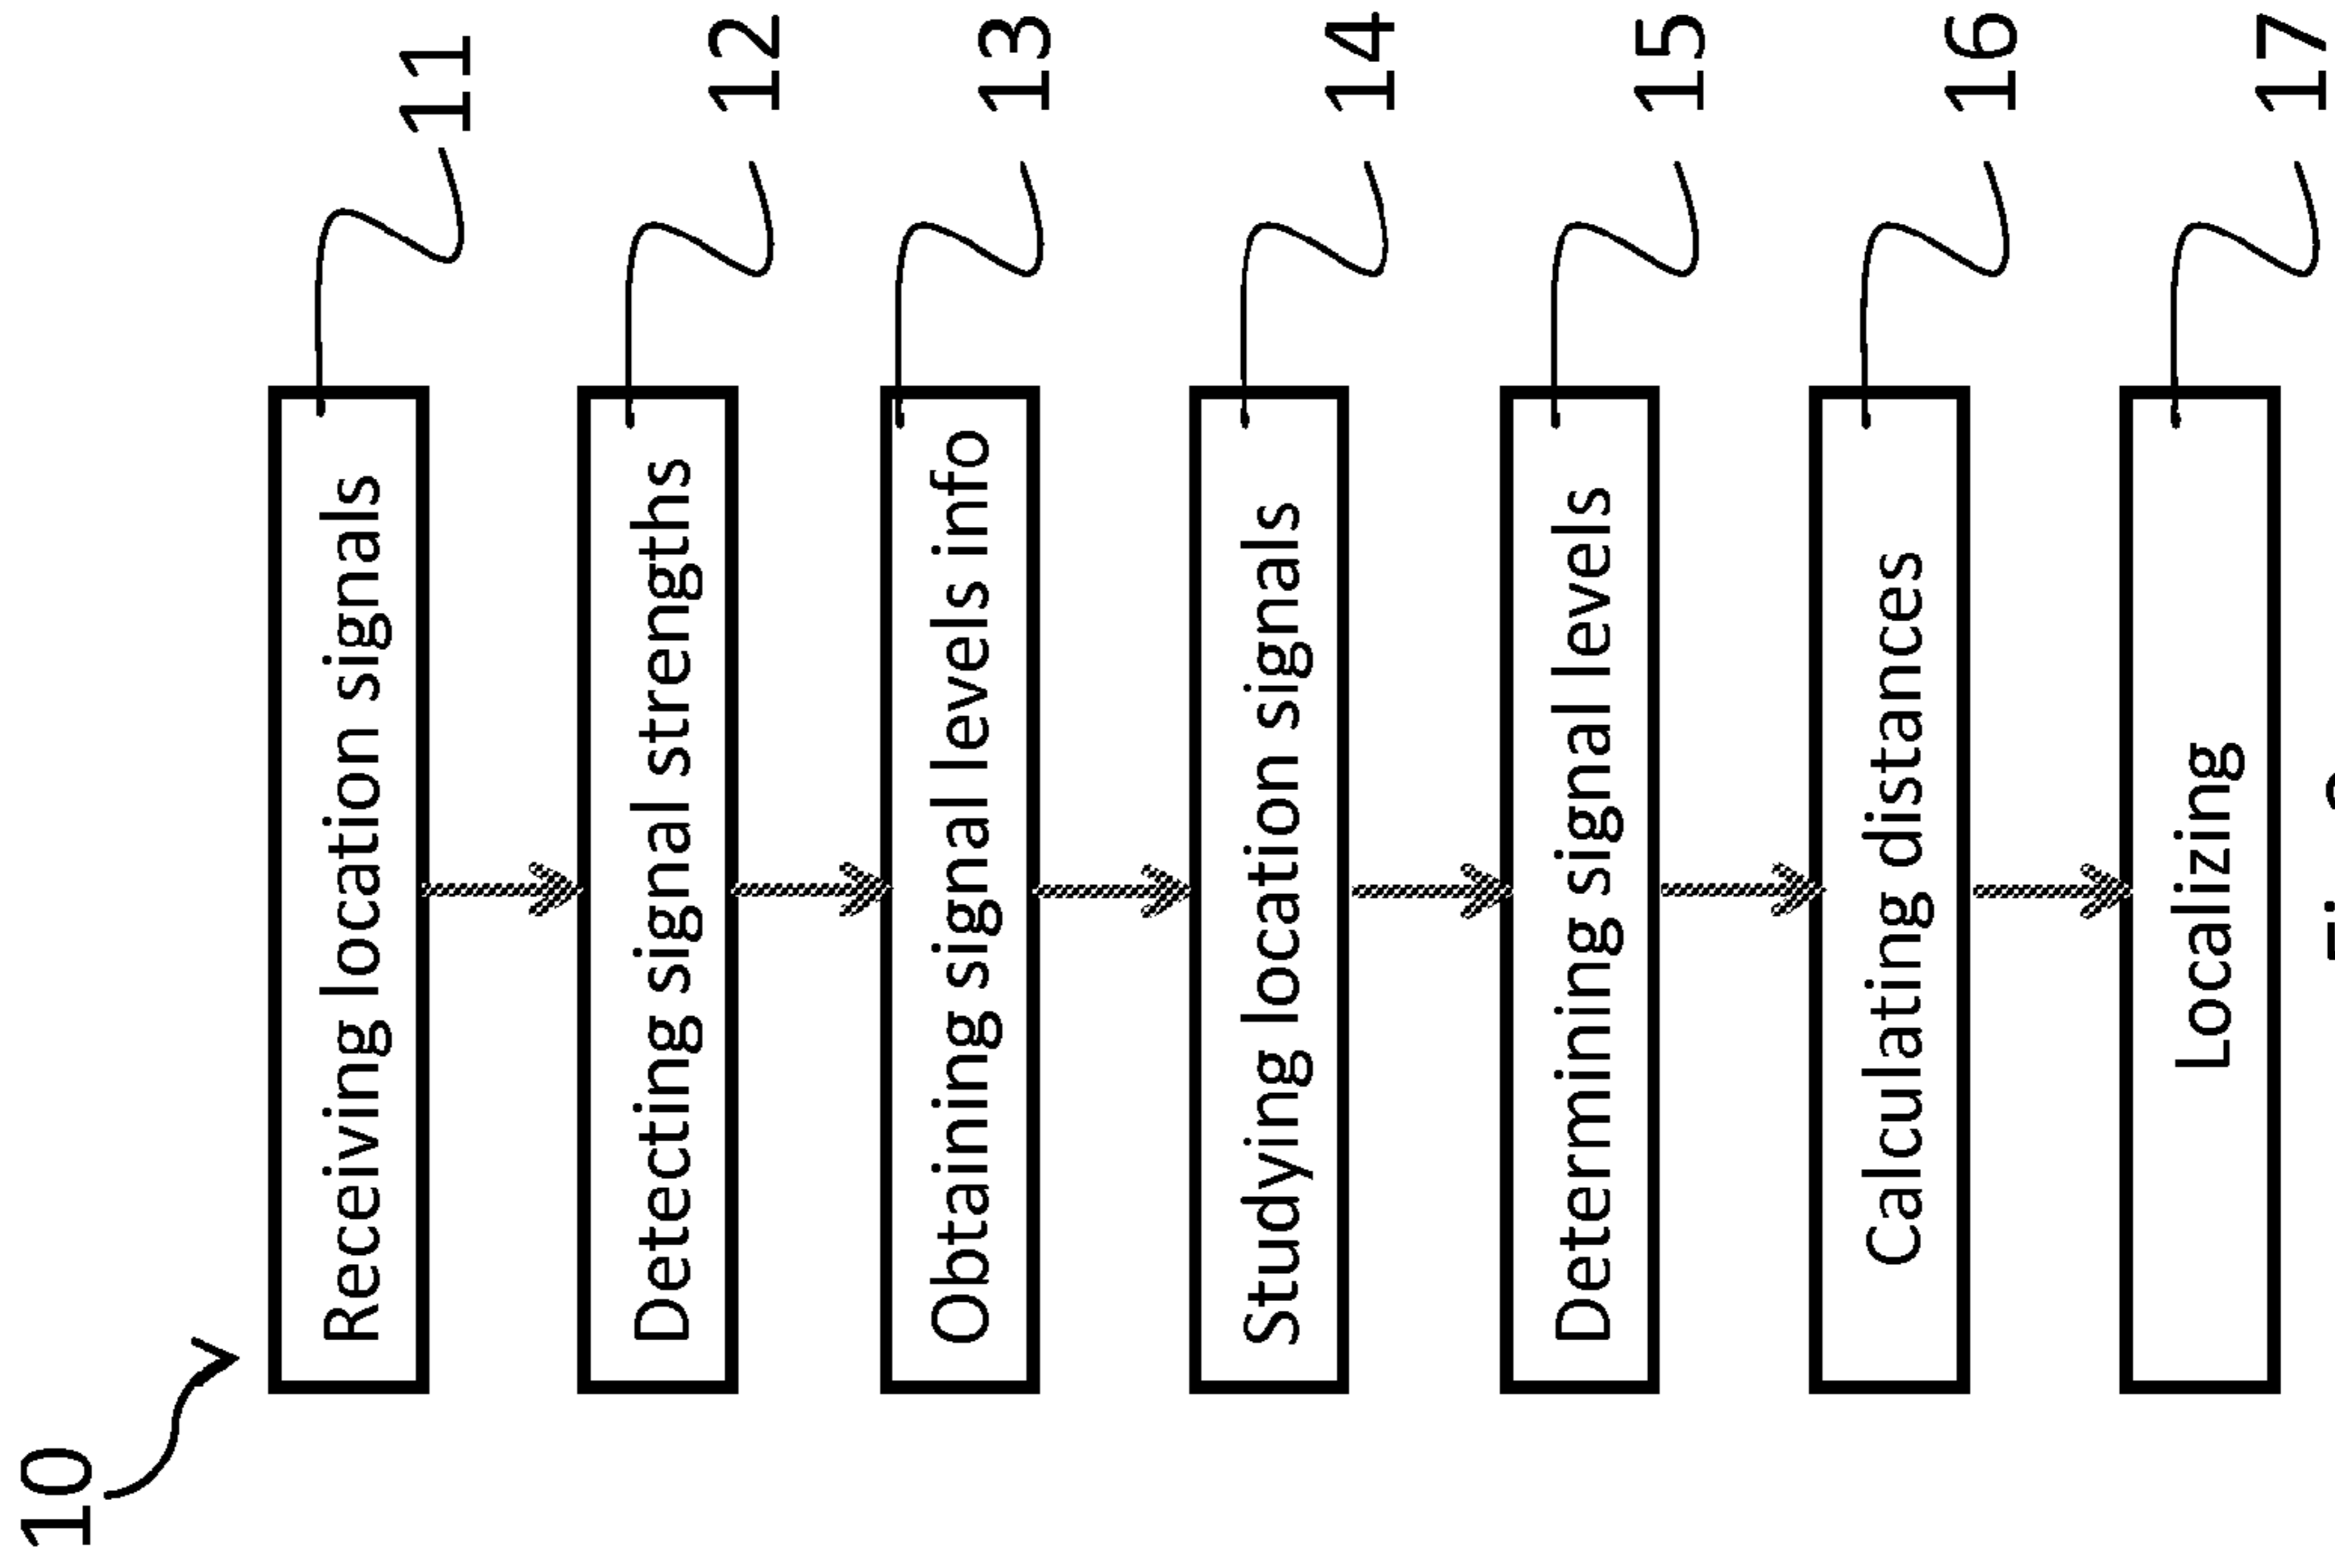 10
Receiving location signals 11
Detecting signal strengths 12
Obtaining signal levels info 13
Studying location signals 14
Determining signal levels 15
Calculating distances 16
Localizing 17